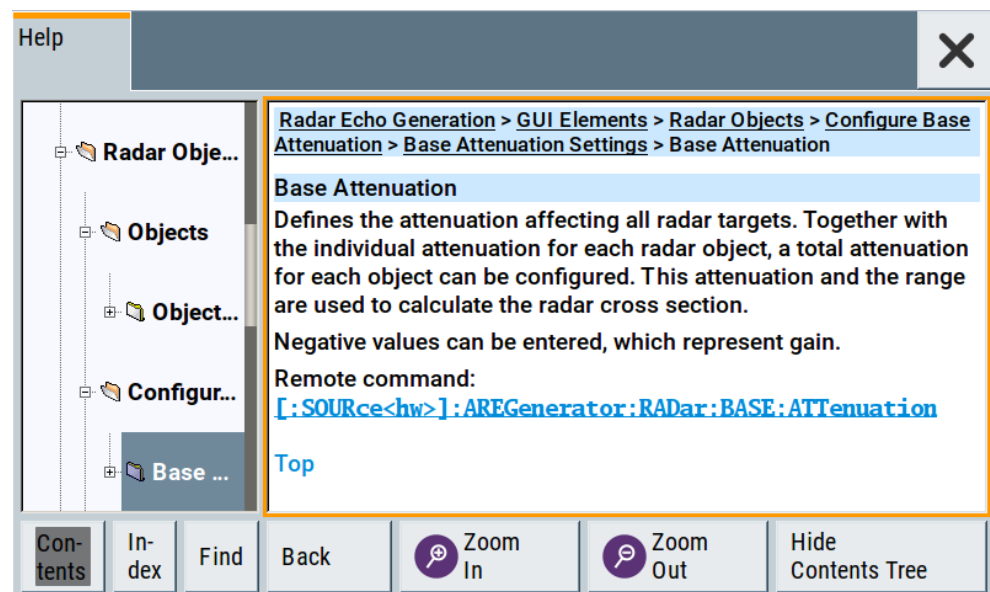 Help
Radar Obje...
Objects
Object...
Configur...
Base ...
Radar Echo Generation > GUI Elements > Radar Objects > Configure Base
Attenuation > Base Attenuation Settings > Base Attenuation
Base Attenuation
Defines the attenuation affecting all radar targets. Together with
the individual attenuation for each radar object, a total attenuation
for each object can be configured. This attenuation and the range
are used to calculate the radar cross section.
Negative values can be entered, which represent gain.
Remote command:
[:SOURce<hw>]:AREGenerator:RADar:BASE:ATTenuation
Top
Con-
tents
In-
dex
Find
Back
Zoom
In
Zoom
Out
Hide
Contents Tree